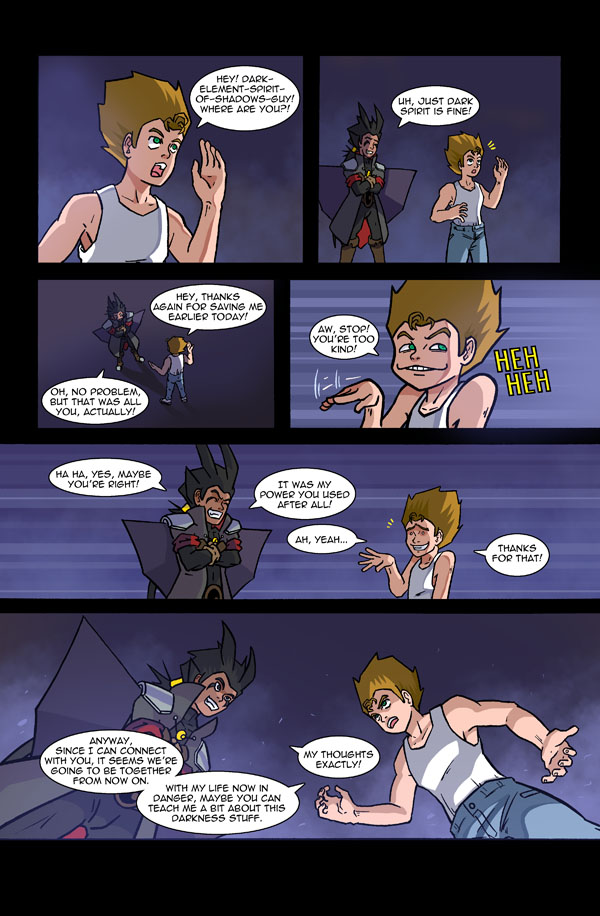 HEY! DARK-
ELEMENT-SPIRIT-
OF-SHADOWS-GUY!
WHERE ARE YOU?!
UH, JUST DARK
SPIRIT IS FINE!
HEY, THANKS
AGAIN FOR SAVING ME
EARLIER TODAY!
OH, NO PROBLEM,
BUT THAT WAS ALL
YOU, ACTUALLY!
AW, STOP!
YOU'RE TOO
KIND!
HEH
HEH
HA HA, YES, MAYBE
YOU'RE RIGHT!
IT WAS MY
POWER YOU USED
AFTER ALL!
AH, YEAH...
THANKS
FOR THAT!
ANYWAY,
SINCE I CAN CONNECT
WITH YOU, IT SEEMS WE'RE
GOING TO BE TOGETHER
FROM NOW ON.
MY THOUGHTS
EXACTLY!
WITH MY LIFE NOW IN
DANGER, MAYBE YOU CAN
TEACH ME A BIT ABOUT THIS
DARKNESS STUFF.